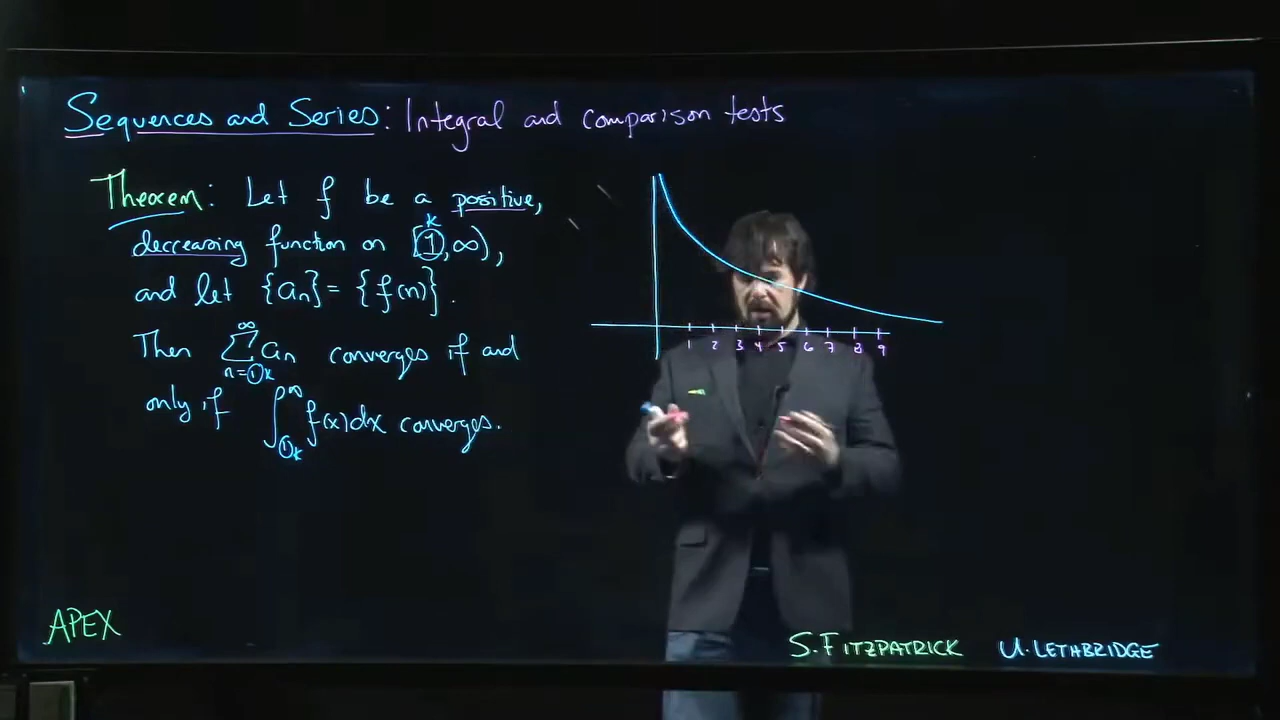 Sequences and Series: Integral and comparison tests
Theorem: Let f be a positive,
decreasing function on [1, ∞),
k
and let {aₙ} = {f(n)}.
Then ∑ₙ₌₁^∞ aₙ converges if and
k
only if ∫₁^∞ f(x)dx converges.
k
1 2 3 4 5 6 7 8 9
APEX
S. FITZPATRICK U. LETHBRIDGE